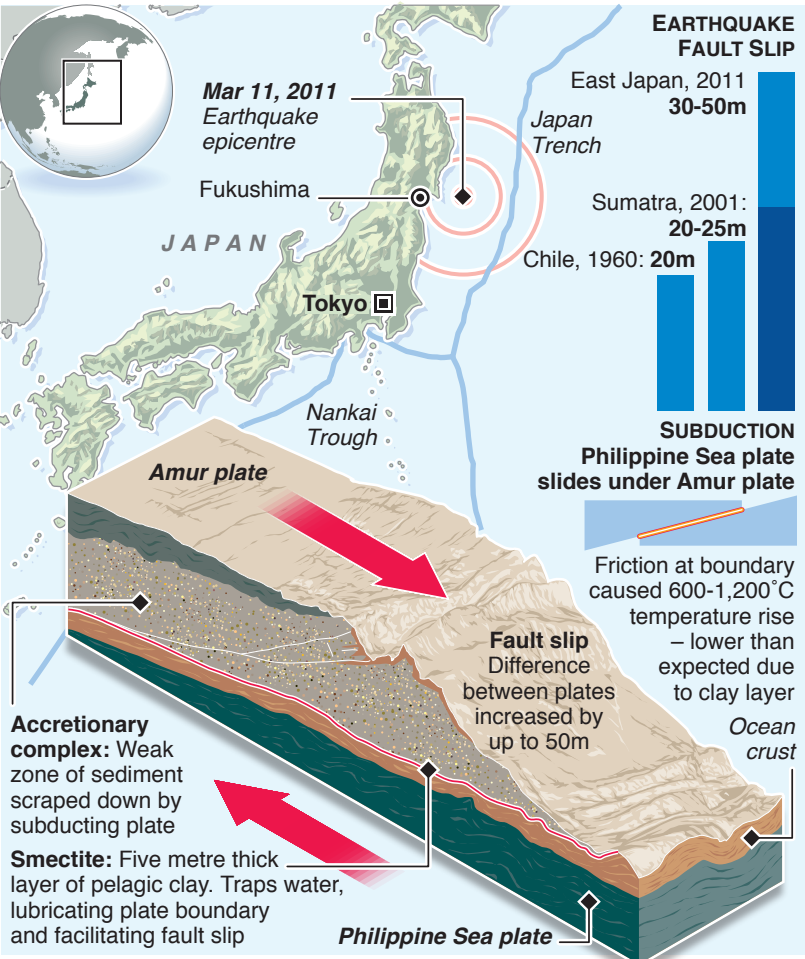 EARTHQUAKE
FAULT SLIP
East Japan, 2011
30-50m
Sumatra, 2001:
20-25m
Chile, 1960: 20m
Mar 11, 2011
Earthquake
epicentre
Japan
Trench
Fukushima
JAPAN
Tokyo
Nankai
Trough
SUBDUCTION
Philippine Sea plate
slides under Amur plate
Friction at boundary
caused 600-1,200˚C
temperature rise
– lower than
expected due
to clay layer
Amur plate
Fault slip
Difference
between plates
increased by
up to 50m
Ocean
crust
Accretionary
complex: Weak
zone of sediment
scraped down by
subducting plate
Smectite: Five metre thick
layer of pelagic clay. Traps water,
lubricating plate boundary
and facilitating fault slip
Philippine Sea plate